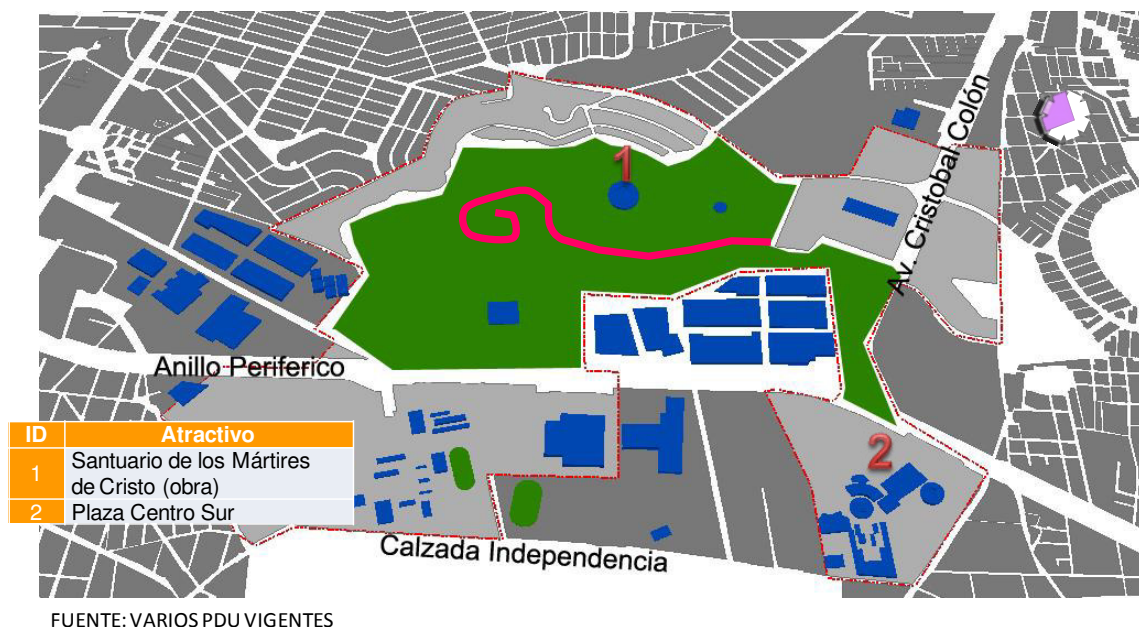 1
Av. Cristobal Colón
Anillo Periferico
ID Atractivo
1 Santuario de los Mártires
de Cristo (obra)
2 Plaza Centro Sur
2
Calzada Independencia
FUENTE: VARIOS PDU VIGENTES